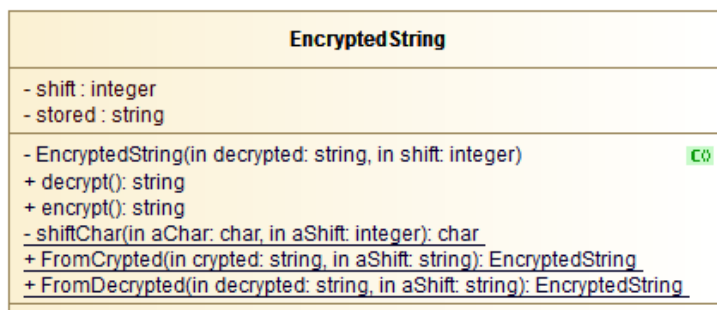 EncryptedString
- shift : integer
- stored : string
- EncryptedString(in decrypted: string, in shift: integer)
+ decrypt(): string
+ encrypt(): string
- shiftChar(in aChar: char, in aShift: integer): char
+ FromCrypted(in crypted: string, in aShift: string): EncryptedString
+ FromDecrypted(in decrypted: string, in aShift: string): EncryptedString